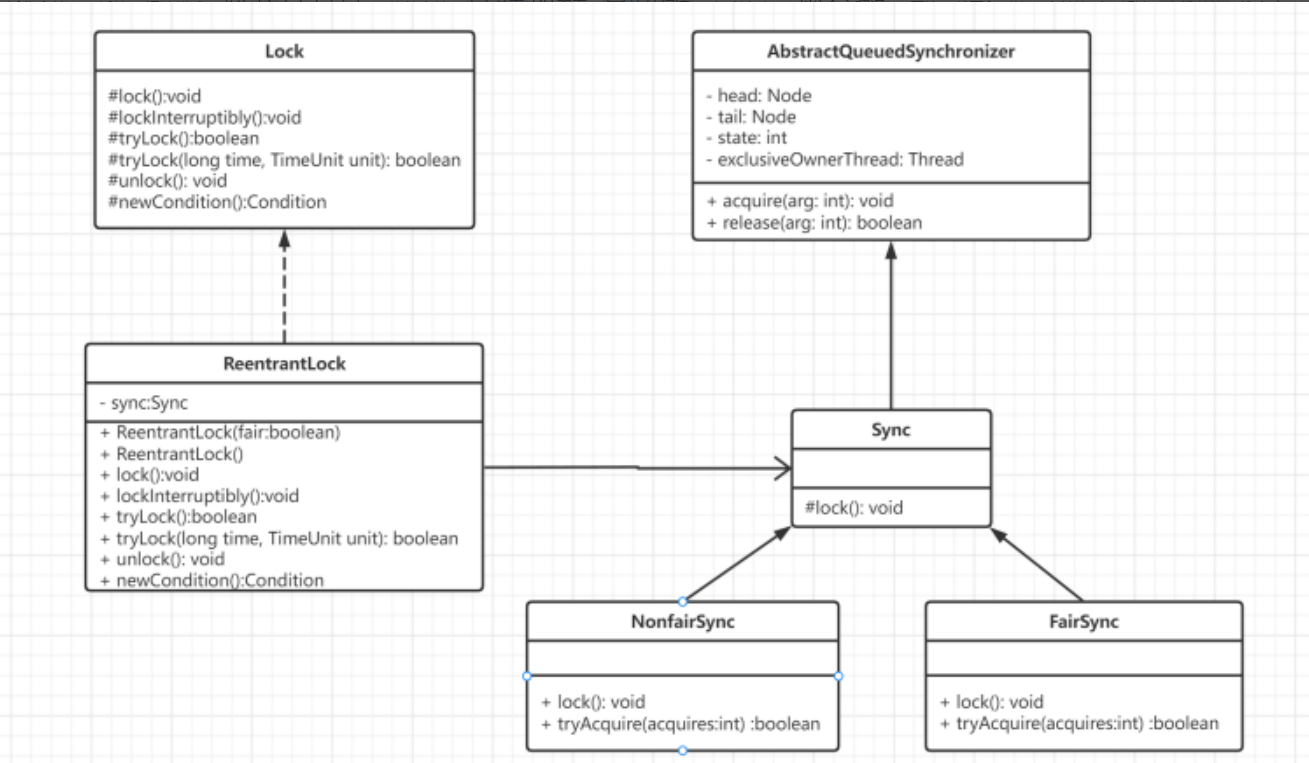 Lock
#lock():void
#lockInterruptibly():void
#tryLock():boolean
#tryLock(long time, TimeUnit unit): boolean
#unlock(): void
#newCondition():Condition
AbstractQueuedSynchronizer
- head: Node
- tail: Node
- state: int
- exclusiveOwnerThread: Thread
+ acquire(arg: int): void
+ release(arg: int): boolean
ReentrantLock
- sync:Sync
+ ReentrantLock(fair:boolean)
+ ReentrantLock()
+ lock():void
+ lockInterruptibly():void
+ tryLock():boolean
+ tryLock(long time, TimeUnit unit): boolean
+ unlock(): void
+ newCondition():Condition
Sync
#lock(): void
NonfairSync
+ lock(): void
+ tryAcquire(acquires:int) :boolean
FairSync
+ lock(): void
+ tryAcquire(acquires:int) :boolean